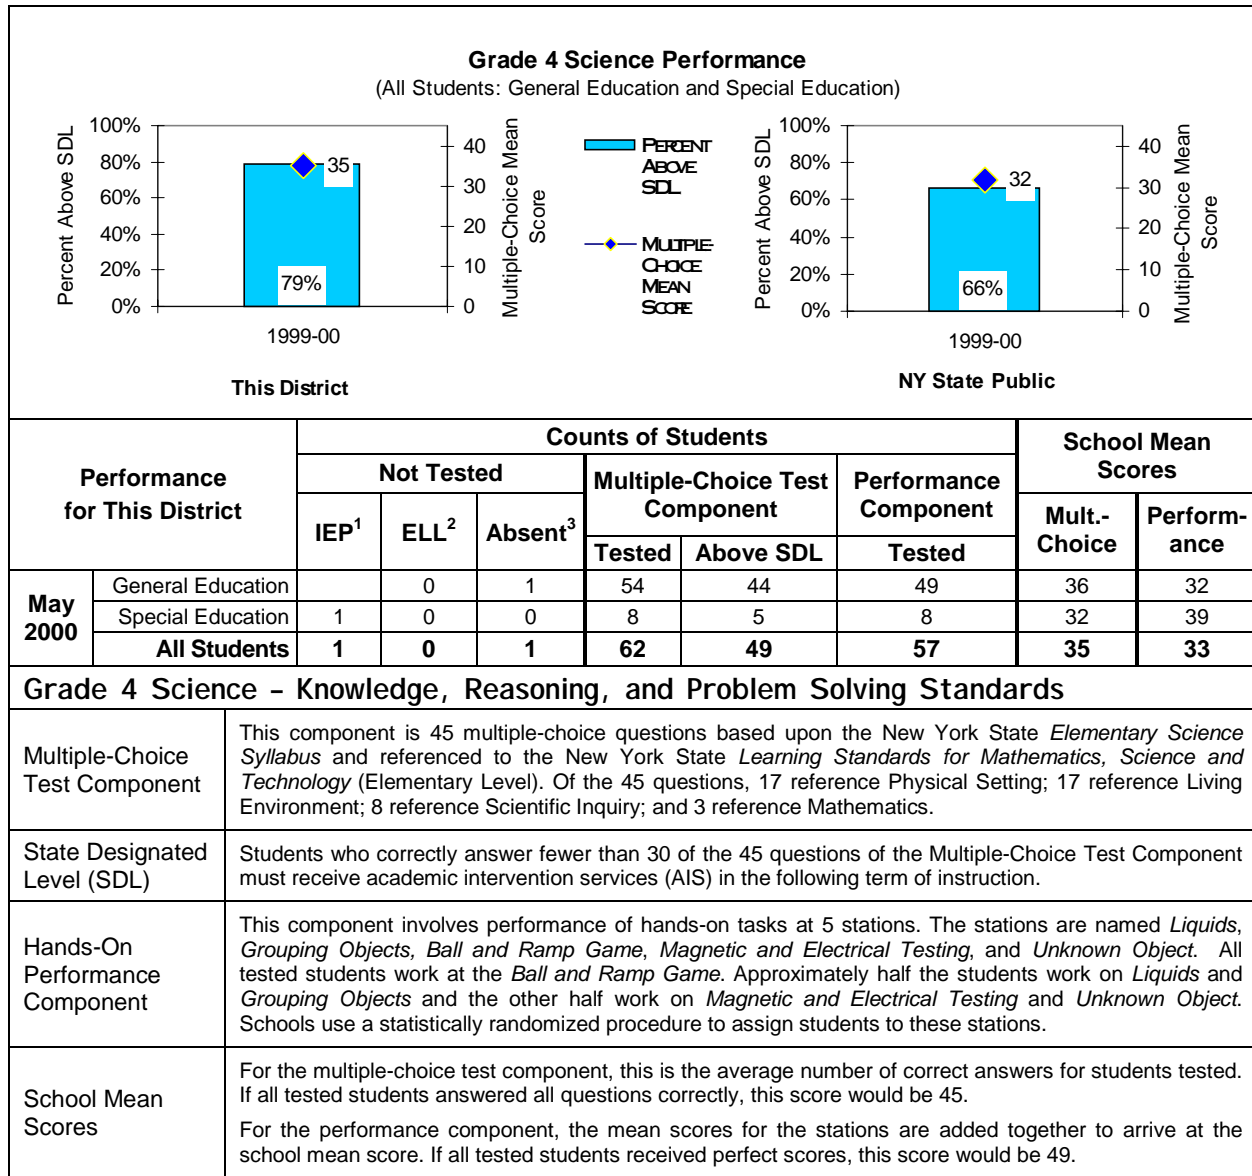 Grade 4 Science Performance
(All Students: General Education and Special Education)
Percent Above SDL
100%
80%
60%
40%
20%
0%
35
79%
40
30
20
10
0
Multiple-Choice Mean
Score
1999-00
This District
PERCENT
ABOVE
SDL
MULTIPLE-
CHOICE
MEAN
SCORE
Percent Above SDL
100%
80%
60%
40%
20%
0%
32
66%
40
30
20
10
0
Multiple-Choice Mean
Score
1999-00
NY State Public
Performance
for This District
Counts of Students
School Mean
Scores
Not Tested
Multiple-Choice Test
Component
Performance
Component
IEP1 ELL2 Absent3
Tested Above SDL Tested
Mult.-
Choice
Perform-
ance
May
2000
General Education 0 1 54 44 49 36 32
Special Education 1 0 0 8 5 8 32 39
All Students 1 0 1 62 49 57 35 33
Grade 4 Science – Knowledge, Reasoning, and Problem Solving Standards
Multiple-Choice
Test Component
This component is 45 multiple-choice questions based upon the New York State Elementary Science
Syllabus and referenced to the New York State Learning Standards for Mathematics, Science and
Technology (Elementary Level). Of the 45 questions, 17 reference Physical Setting; 17 reference Living
Environment; 8 reference Scientific Inquiry; and 3 reference Mathematics.
State Designated
Level (SDL)
Students who correctly answer fewer than 30 of the 45 questions of the Multiple-Choice Test Component
must receive academic intervention services (AIS) in the following term of instruction.
Hands-On
Performance
Component
This component involves performance of hands-on tasks at 5 stations. The stations are named Liquids,
Grouping Objects, Ball and Ramp Game, Magnetic and Electrical Testing, and Unknown Object. All
tested students work at the Ball and Ramp Game. Approximately half the students work on Liquids and
Grouping Objects and the other half work on Magnetic and Electrical Testing and Unknown Object.
Schools use a statistically randomized procedure to assign students to these stations.
School Mean
Scores
For the multiple-choice test component, this is the average number of correct answers for students tested.
If all tested students answered all questions correctly, this score would be 45.
For the performance component, the mean scores for the stations are added together to arrive at the
school mean score. If all tested students received perfect scores, this score would be 49.